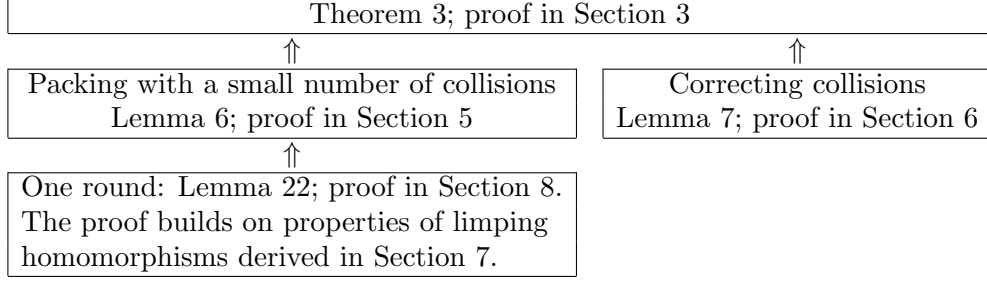 Theorem 3; proof in Section 3
⇑ ⇑
Packing with a small number of collisions
Lemma 6; proof in Section 5
Correcting collisions
Lemma 7; proof in Section 6
⇑
One round: Lemma 22; proof in Section 8.
The proof builds on properties of limping
homomorphisms derived in Section 7.